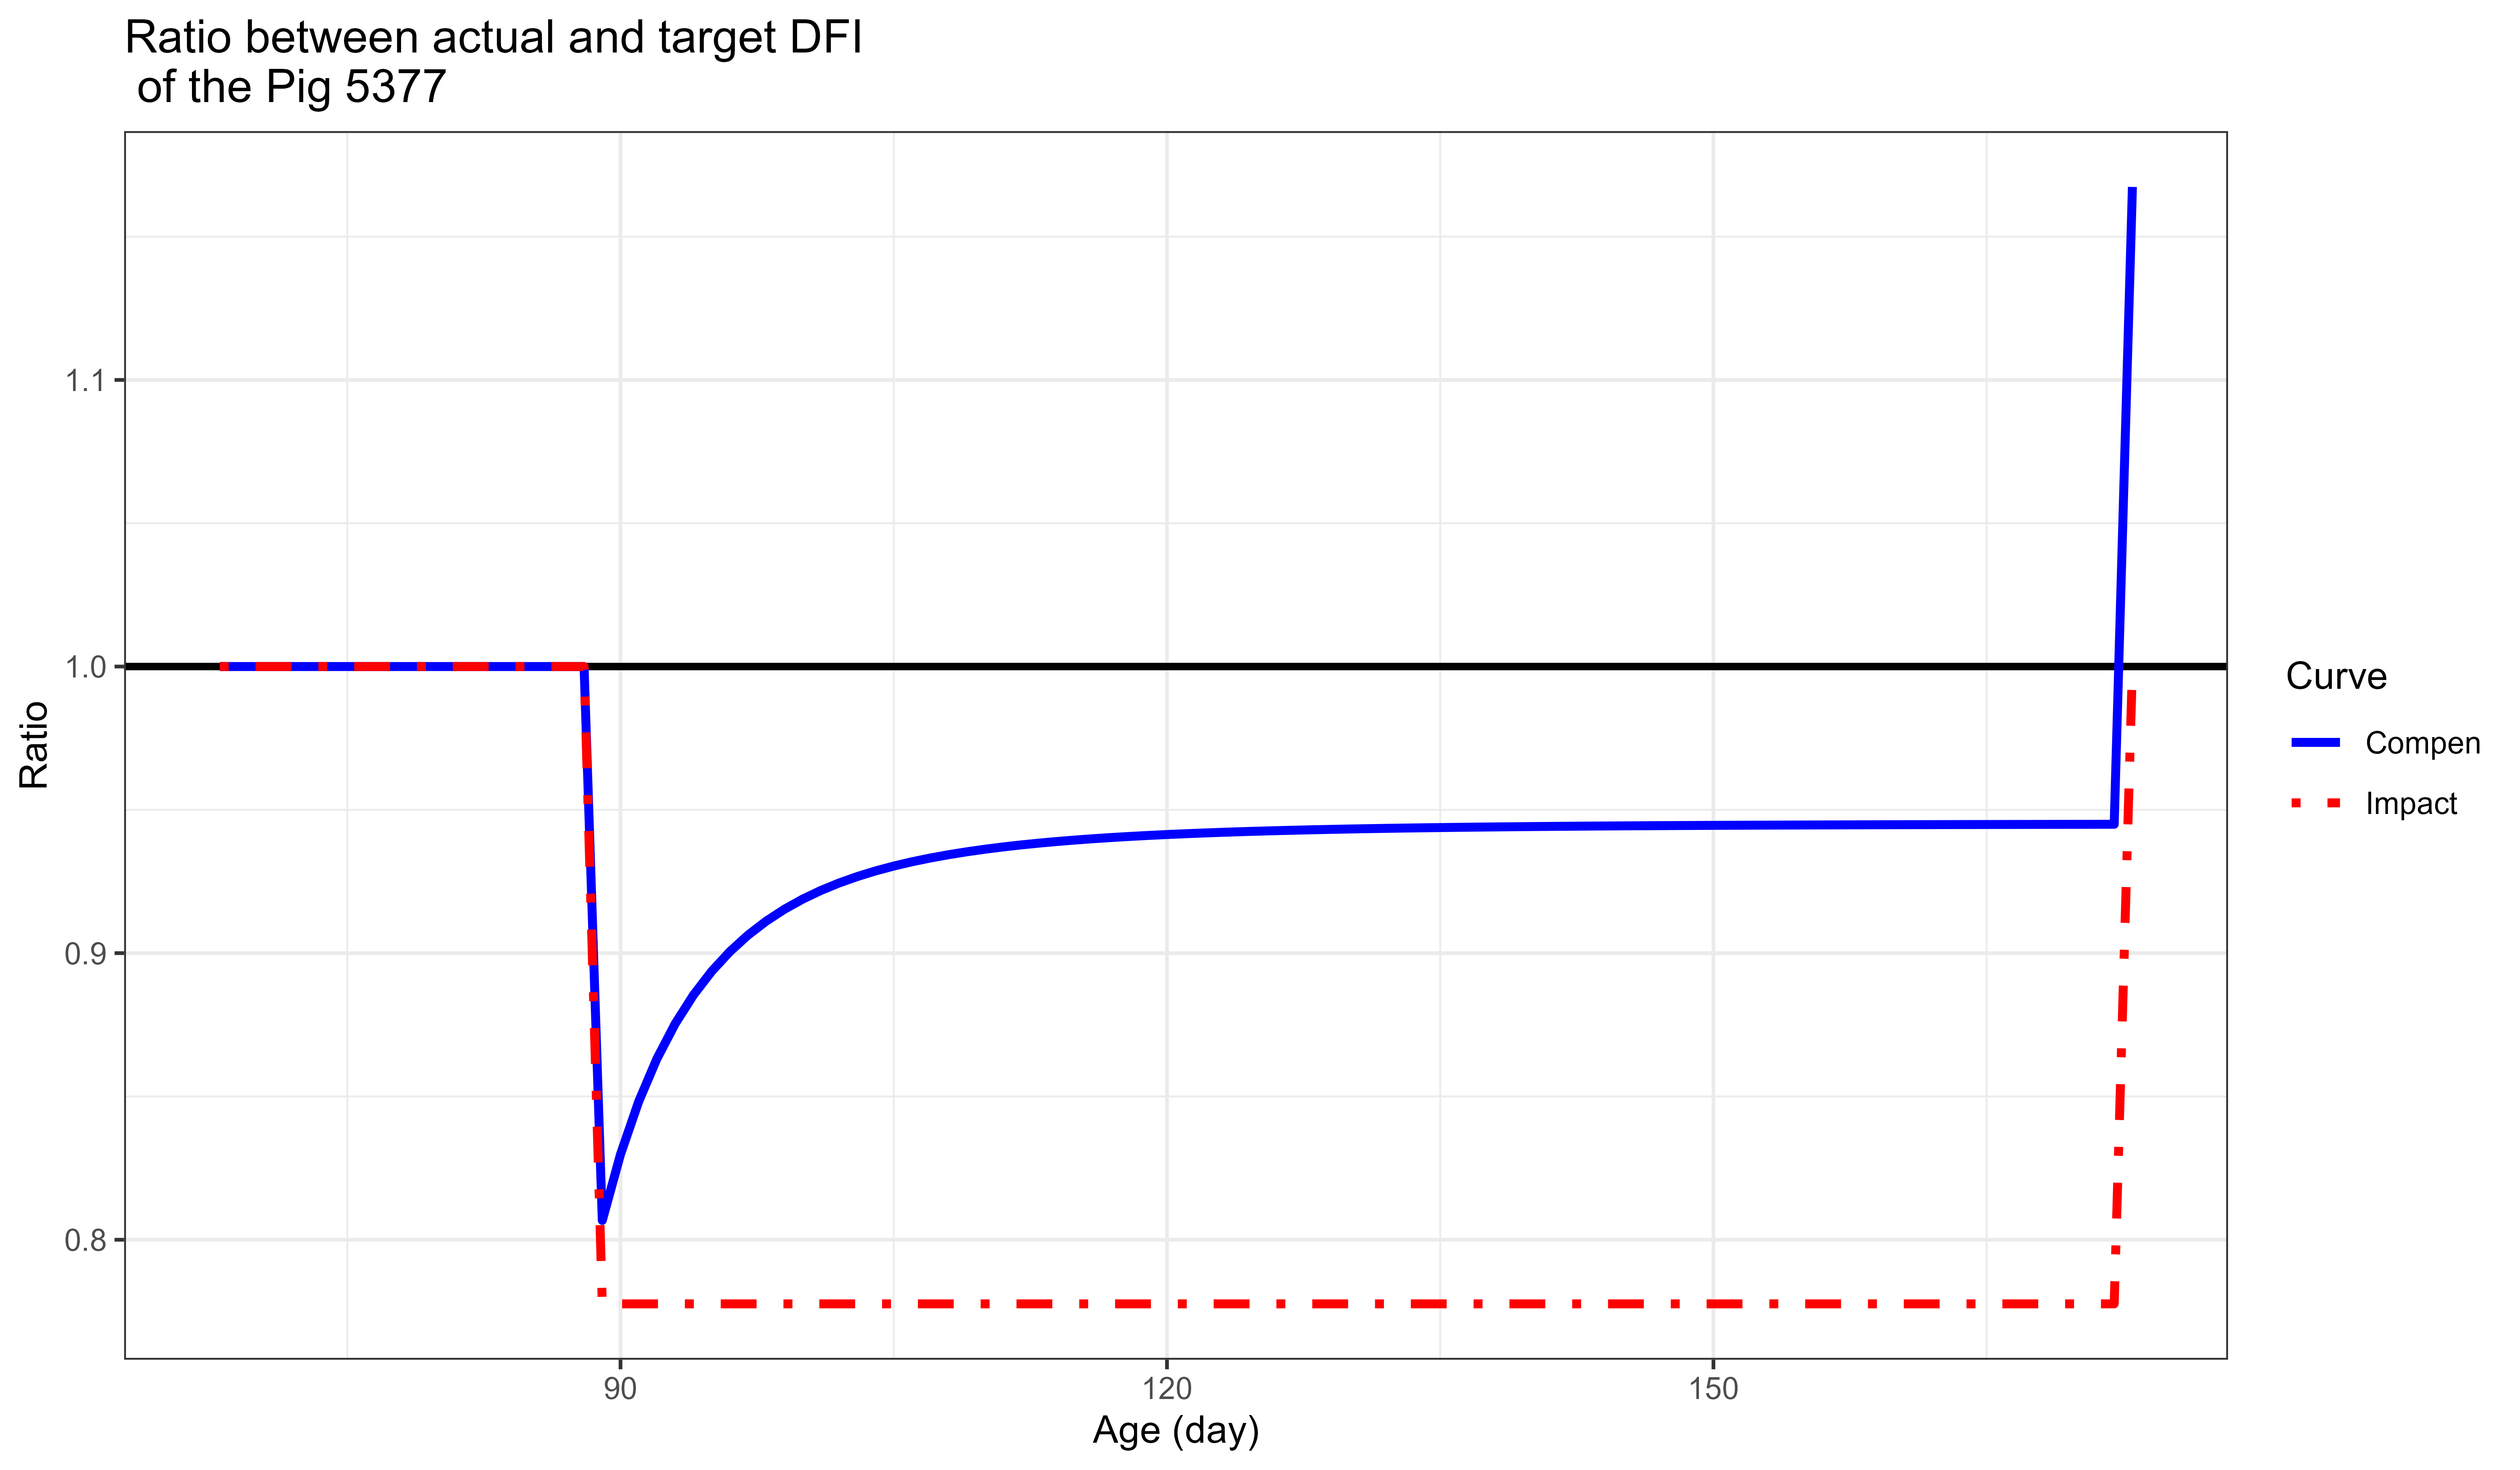 Ratio between actual and target DFI
of the Pig 5377
1.1
1.0
0.9
0.8
Ratio
90
120
150
Age (day)
Curve
Compen
Impact